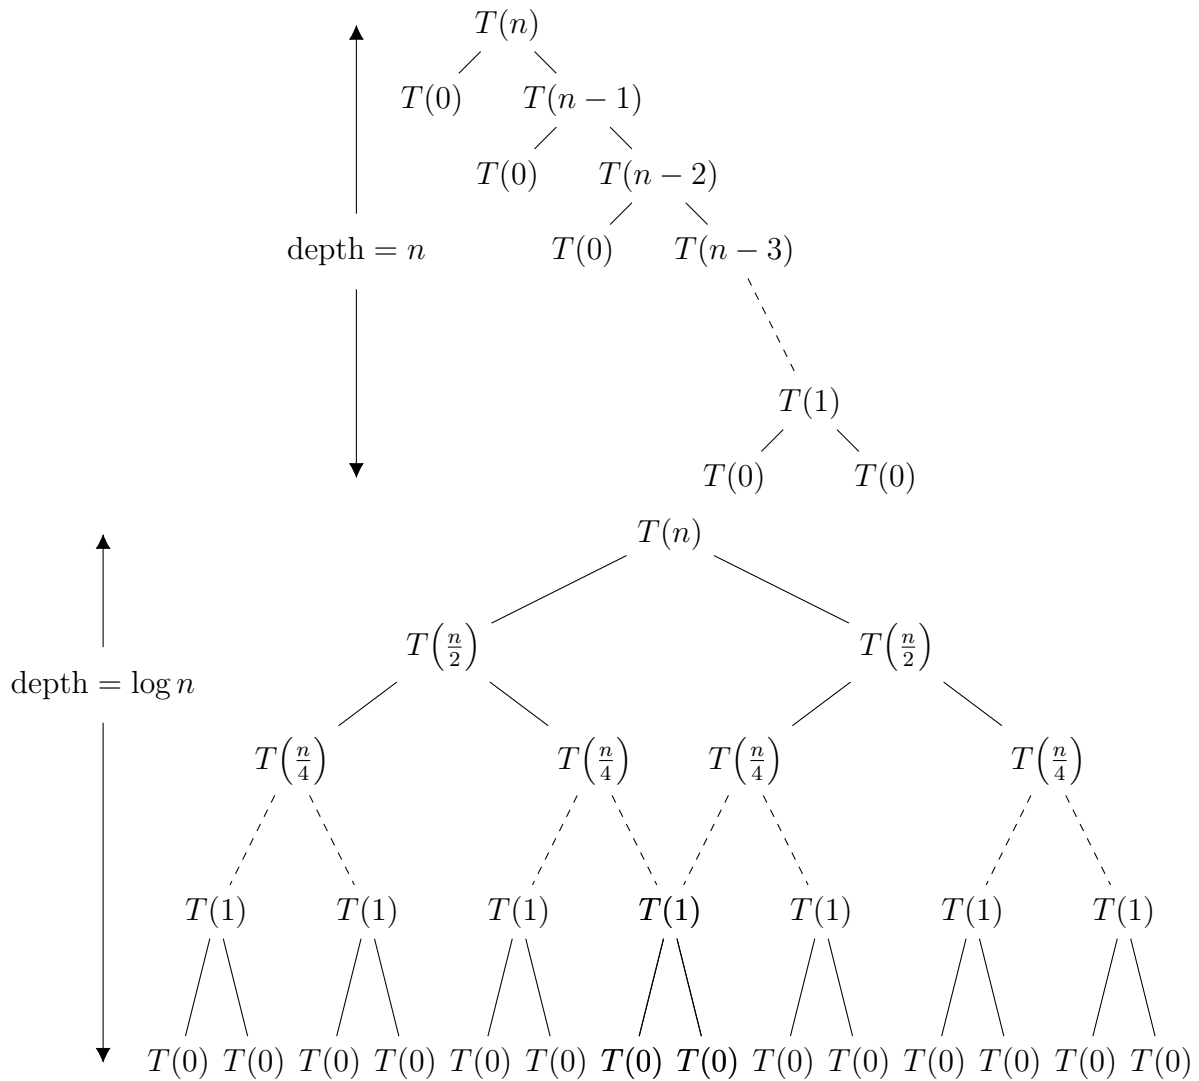 T(n)
T(0) T(n − 1)
T(0) T(n − 2)
depth = n T(0) T(n − 3)
T(1)
T(0) T(0)
T(n)
T(n/2) T(n/2)
depth = log n
T(n/4) T(n/4) T(n/4) T(n/4)
T(1) T(1) T(1) T(1) T(1) T(1) T(1)
T(0) T(0) T(0) T(0) T(0) T(0) T(0) T(0) T(0) T(0) T(0) T(0) T(0) T(0)